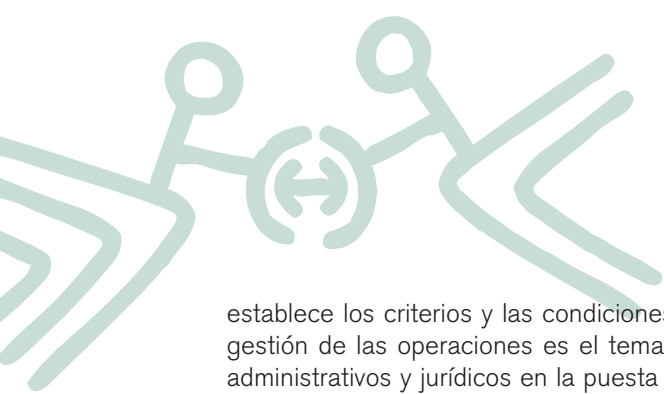 establece los criterios y las condiciones
gestión de las operaciones es el tema
administrativos y jurídicos en la puesta